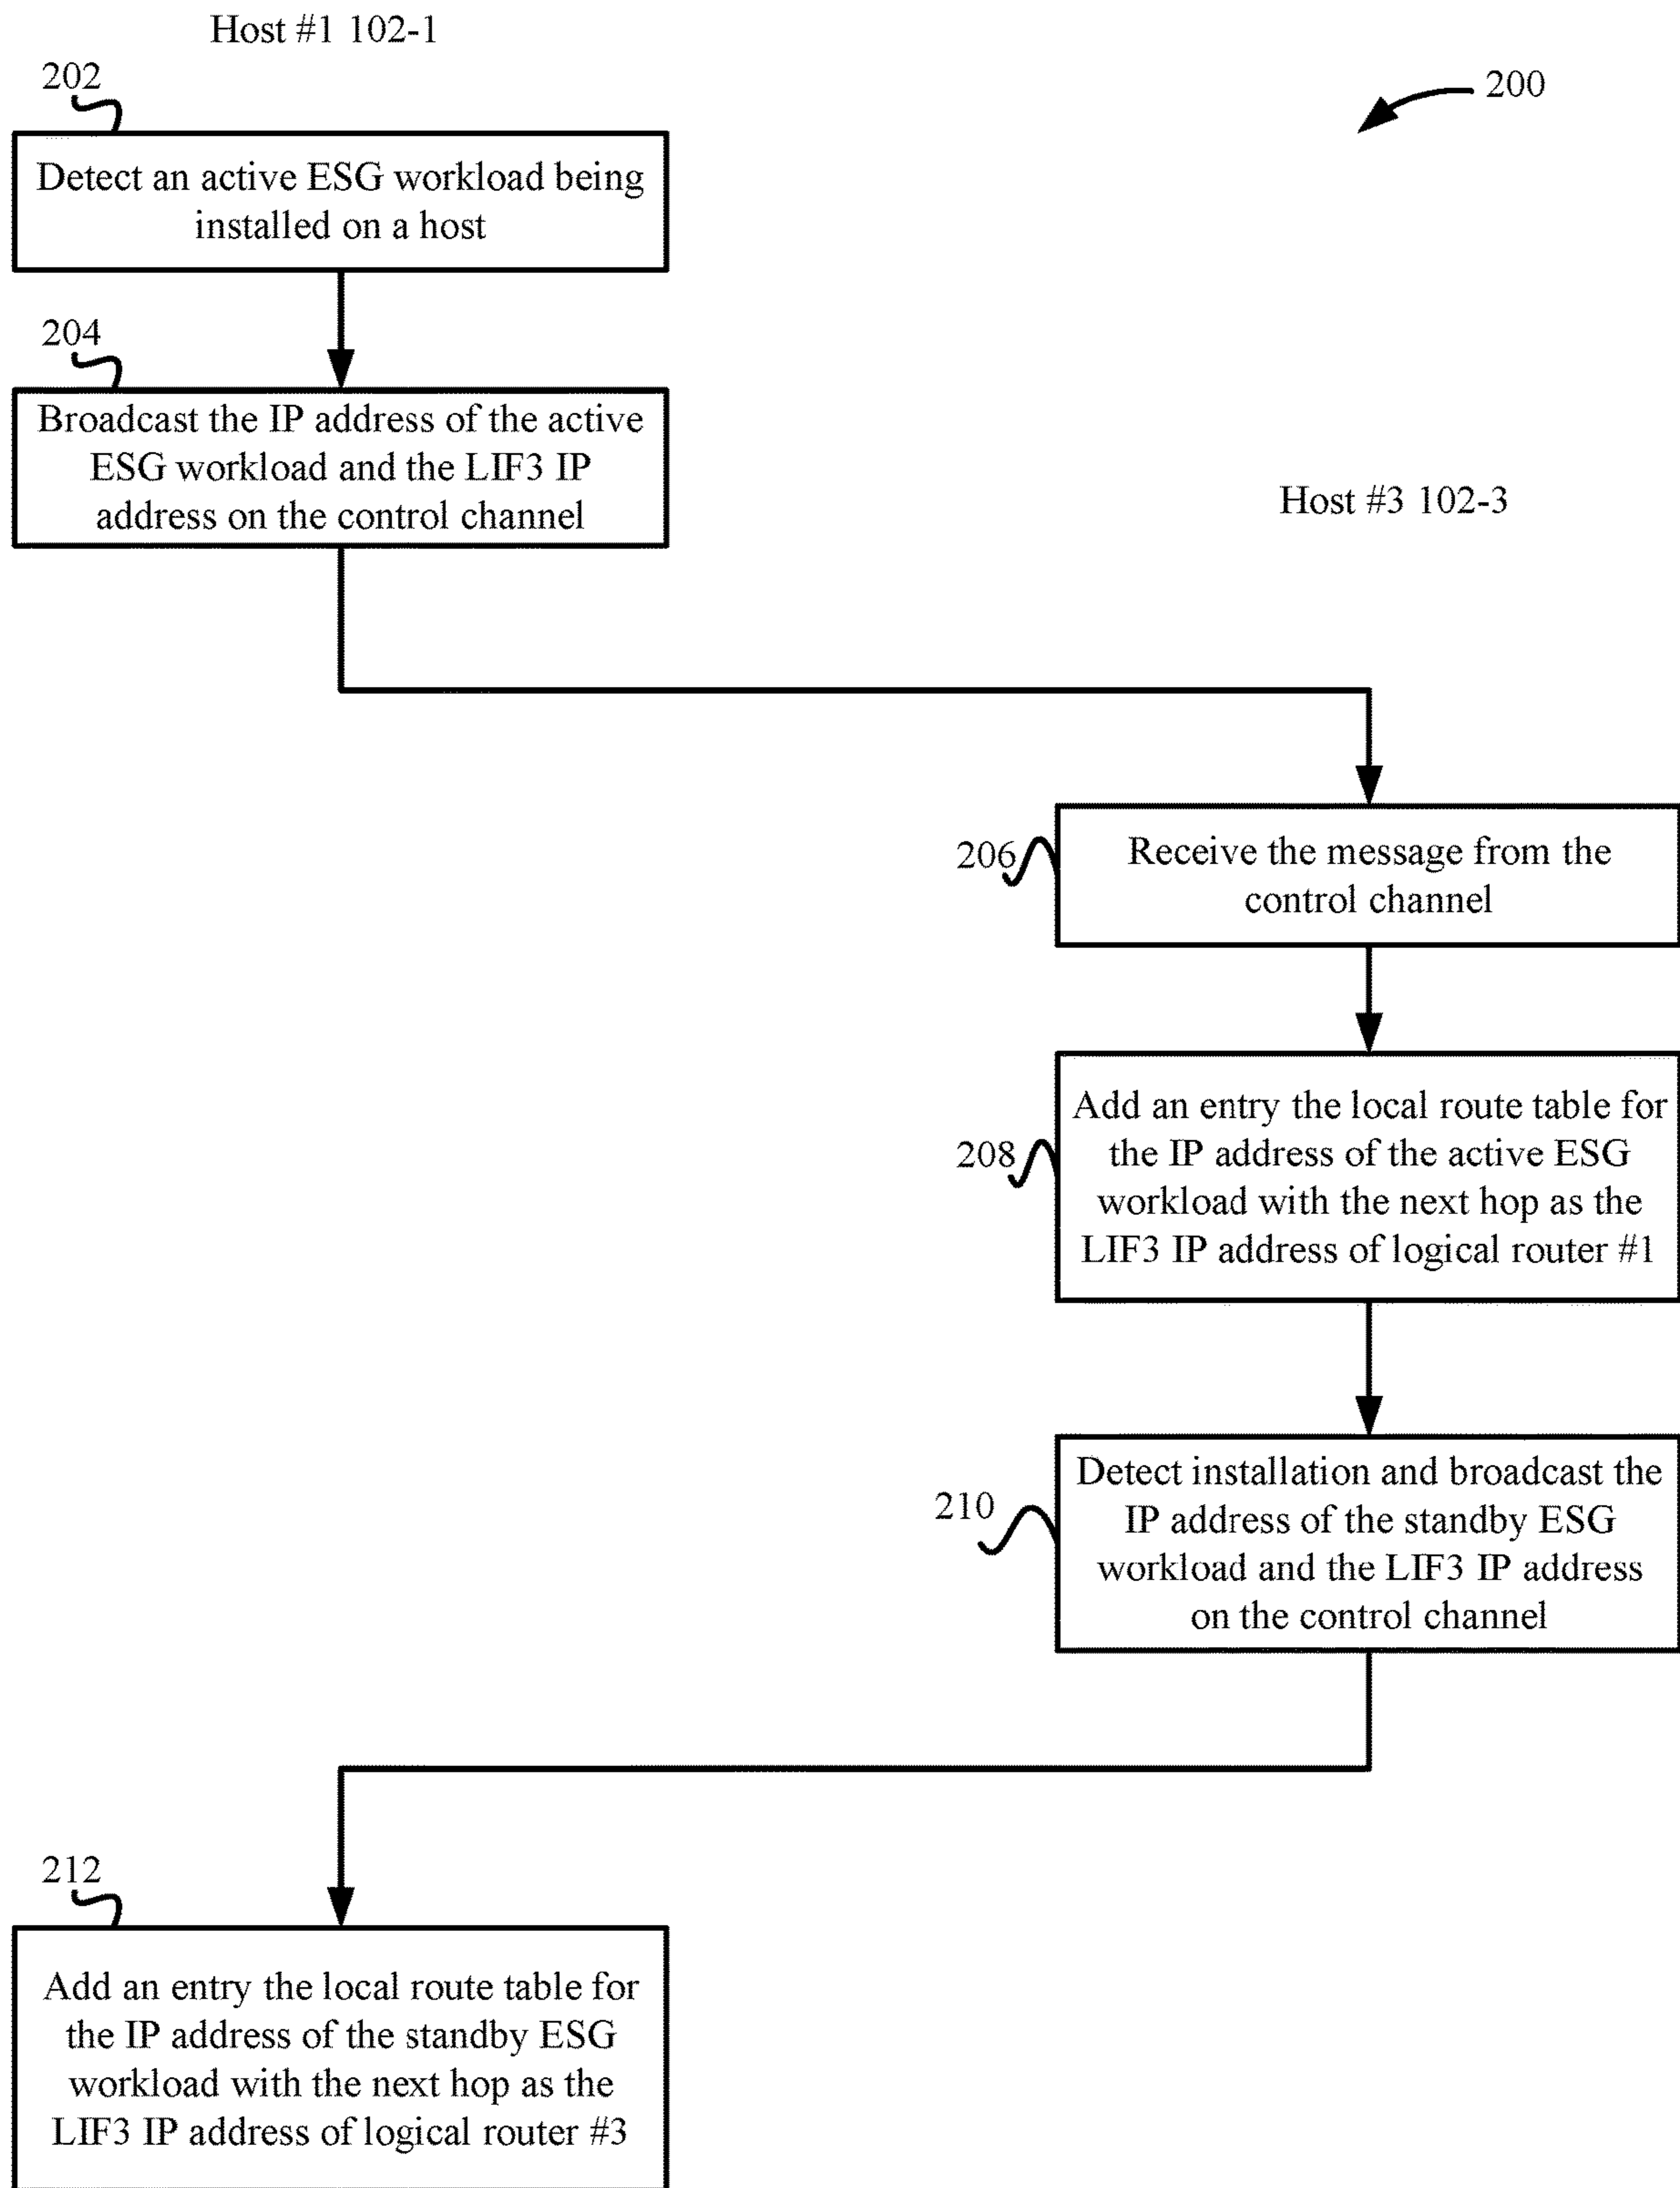 Host #1 102-1
200
202
Detect an active ESG workload being
installed on a host
204
Broadcast the IP address of the active
ESG workload and the LIF3 IP
address on the control channel
Host #3 102-3
206
Receive the message from the
control channel
208
Add an entry the local route table for
the IP address of the active ESG
workload with the next hop as the
LIF3 IP address of logical router #1
210
Detect installation and broadcast the
IP address of the standby ESG
workload and the LIF3 IP address
on the control channel
212
Add an entry the local route table for
the IP address of the standby ESG
workload with the next hop as the
LIF3 IP address of logical router #3